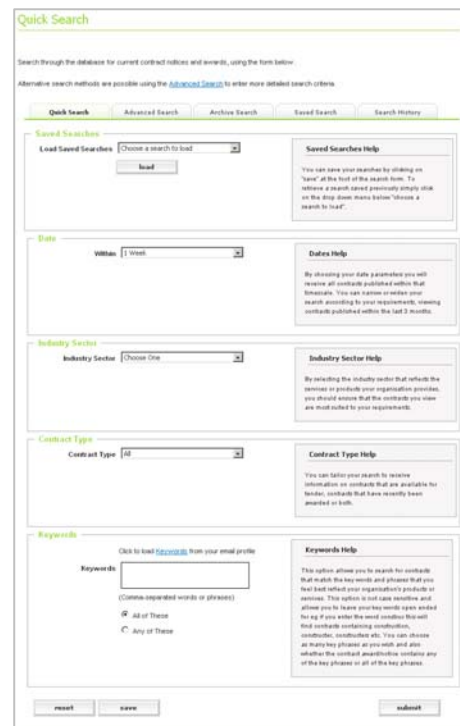 Quick Search
Search through the database for current contract notices and awards, using the form below.
Alternative search methods are possible using the Advanced Search to enter more detailed search criteria
Quick Search Advanced Search Archive Search Saved Search Search History
Saved Searches
Load Saved Searches Choose a search to load
load
Saved Searches Help
You can save your searches by clicking on
"save" at the foot of the search form. To
retrieve a search saved previously simply click
on the drop down menu below "choose a
search to load".
Date
Within 1 Week
Dates Help
By choosing your date parameters you will
receive all contracts published within that
timescale. You can narrow or widen your
search according to your requirements, viewing
contracts published within the last 3 months.
Industry Sector
Industry Sector Choose One
Industry Sector Help
By selecting the industry sector that reflects the
services or products your organisation provides,
you should ensure that the contracts you view
are most suited to your requirements.
Contract Type
Contract Type All
Contract Type Help
You can tailor your search to receive
information on contracts that are available for
tender, contracts that have recently been
awarded or both.
Keywords
Click to load Keywords from your email profile
Keywords
(Comma-separated words or phrases)
All of These
Any of These
Keywords Help
This option allows you to search for contracts
that match the key words and phrases that you
feel best reflect your organisation's products or
services. This option is not case sensitive and
allows you to leave your key words open ended
for eg if you enter the word this will
find contracts containing construction,
constructor, constructers etc. You can choose
as many key phrases as you wish and also
whether the contract award/notice contains any
of the key phrases or all of the key phrases.
reset save submit